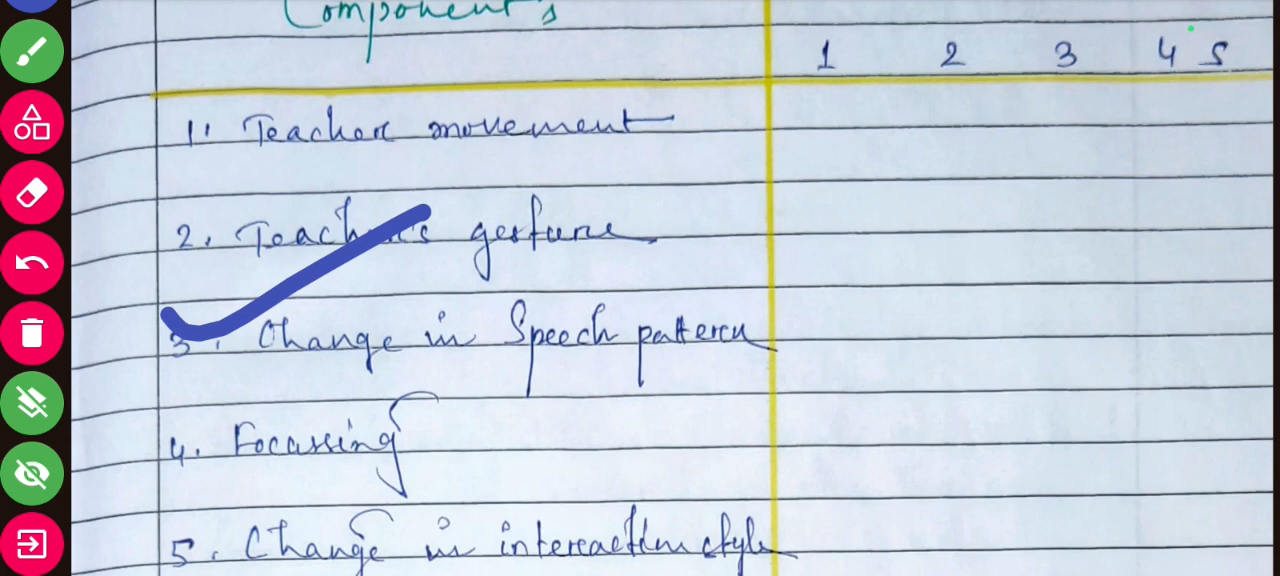 Component's
1 2 3 4 5
1. Teacher movement
2. Teacher's gesture
3. Change in Speech pattern
4. Focussing
5. Change in interaction style